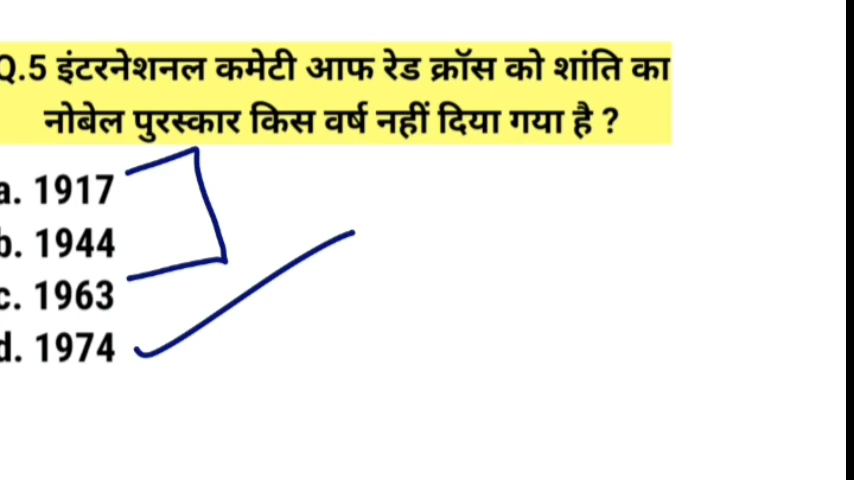 Q.5 इंटरनेशनल कमेटी आफ रेड क्रॉस को शांति का
नोबेल पुरस्कार किस वर्ष नहीं दिया गया है ?
a. 1917
b. 1944
c. 1963
d. 1974